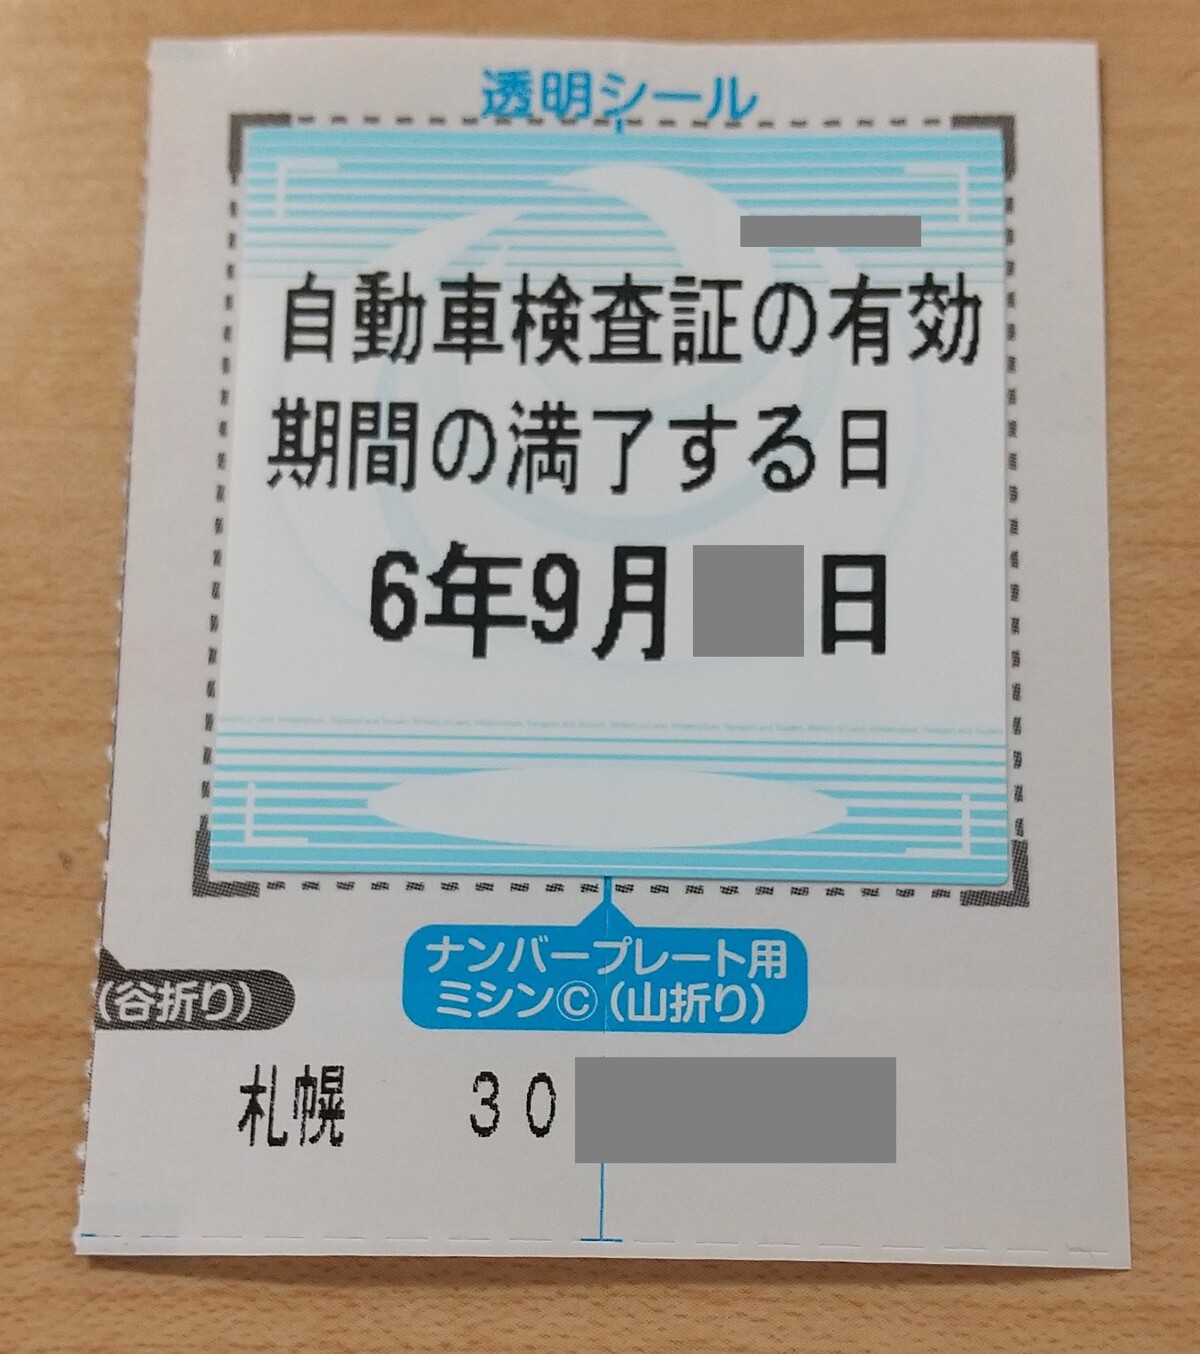 透明シール
自動車検査証の有効
期間の満了する日
6年9月 日
ナンバープレート用
ミシンⒸ(山折り)
(谷折り)
札幌 30